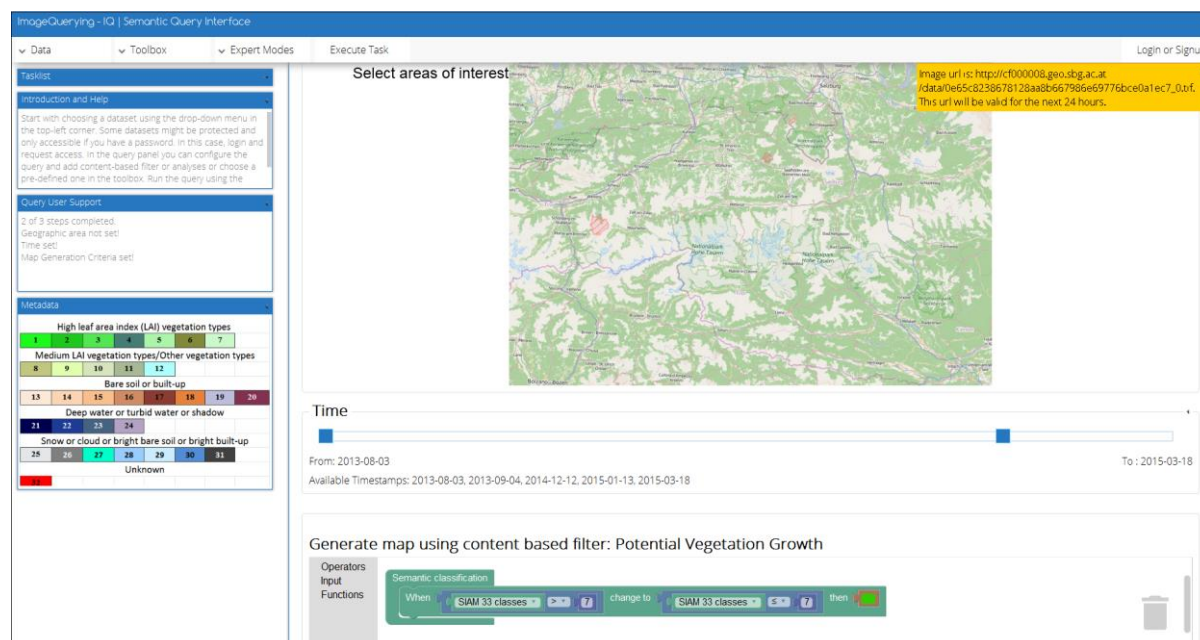 ImageQuerying - IQ | Semantic Query Interface
Data Toolbox Expert Modes Execute Task Login or Signu
Tasklist
Introduction and Help
Start with choosing a dataset using the drop-down menu in
the top-left corner. Some datasets might be protected and
only accessible if you have a password. In this case, login and
request access. In the query panel you can configure the
query and add content-based filter or analyses or choose a
pre-defined one in the toolbox. Run the query using the
Query User Support
2 of 3 steps completed.
Geographic area not set!
Time set!
Map Generation Criteria set!
Metadata
High leaf area index (LAI) vegetation types
1 2 3 4 5 6 7
Medium LAI vegetation types/Other vegetation types
8 9 10 11 12
Bare soil or built-up
13 14 15 16 17 18 19 20
Deep water or turbid water or shadow
21 22 23 24
Snow or cloud or bright bare soil or bright built-up
25 26 27 28 29 30 31
Unknown
Select areas of interest
Image url is: http://cf000008.geo.sbg.ac.at
/data/0e65c8238678128aa8b667986e69776bce0a1ec7_0.tif.
This url will be valid for the next 24 hours.
Salzburg
Nationalpark
Hohe Tauern
Nationalpark
Hohe Tauern
Time
From: 2013-08-03 To : 2015-03-18
Available Timestamps: 2013-08-03, 2013-09-04, 2014-12-12, 2015-01-13, 2015-03-18
Generate map using content based filter: Potential Vegetation Growth
Operators
Input
Functions
Semantic classification
When SIAM 33 classes > 7 change to SIAM 33 classes ≤ 7 then